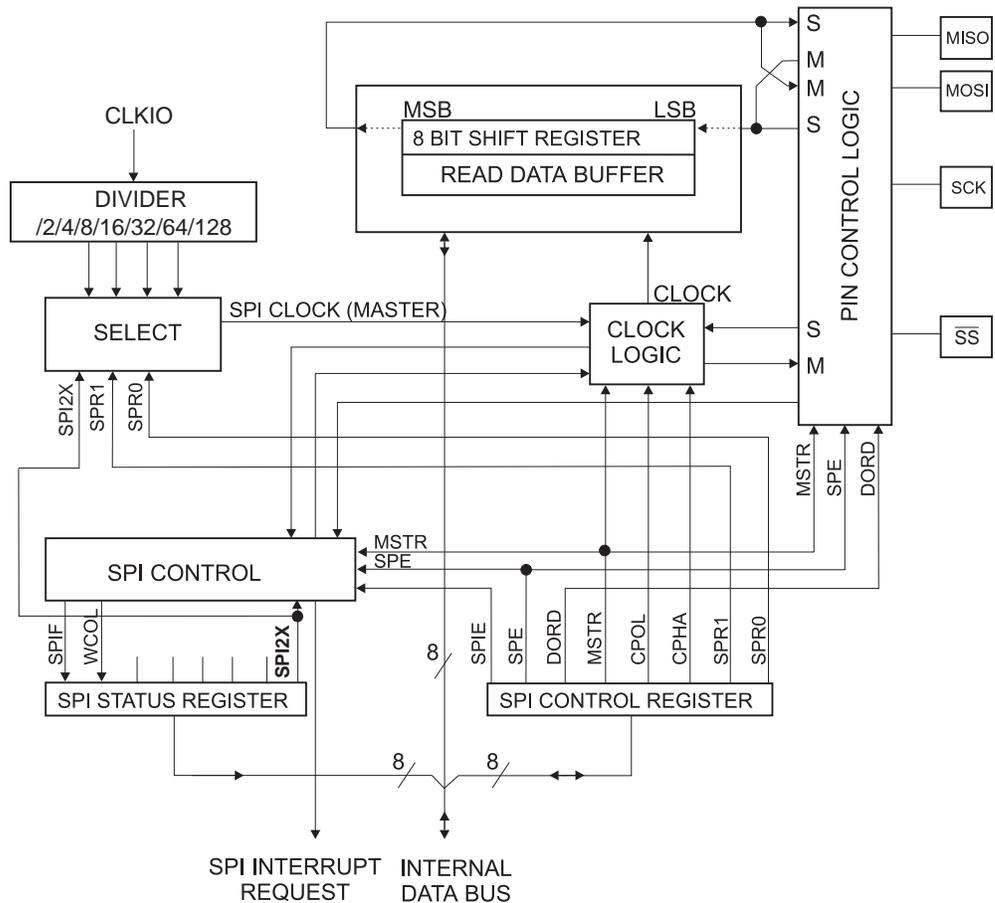 S
M
M
S
MISO
MOSI
SCK
SS
PIN CONTROL LOGIC
MSB
LSB
8 BIT SHIFT REGISTER
READ DATA BUFFER
CLKIO
DIVIDER
/2/4/8/16/32/64/128
SELECT
SPI CLOCK (MASTER)
CLOCK
CLOCK
LOGIC
S
M
SPI2X
SPR1
SPR0
MSTR
SPE
DORD
SPI CONTROL
MSTR
SPE
SPIF
WCOL
SPI2X
SPI STATUS REGISTER
8
SPIE
SPE
DORD
MSTR
CPOL
CPHA
SPR1
SPR0
SPI CONTROL REGISTER
8
8
SPI INTERRUPT
REQUEST
INTERNAL
DATA BUS